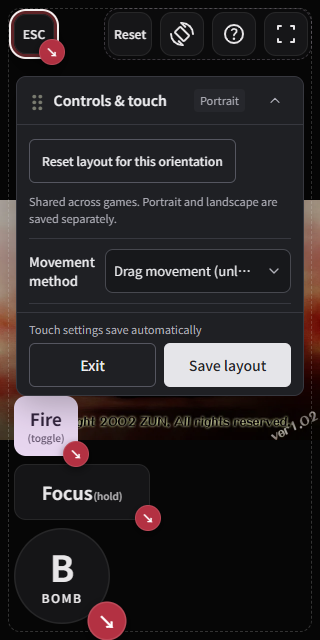 ESC
Reset
Controls & touch
Portrait
Reset layout for this orientation
Shared across games. Portrait and landscape are
saved separately.
Movement
method
Drag movement (unl···
Touch settings save automatically
Exit
Save layout
Fire
(toggle)
ght 2002 ZUN, All rights reserved.
ver 1.02
Focus(hold)
B
BOMB